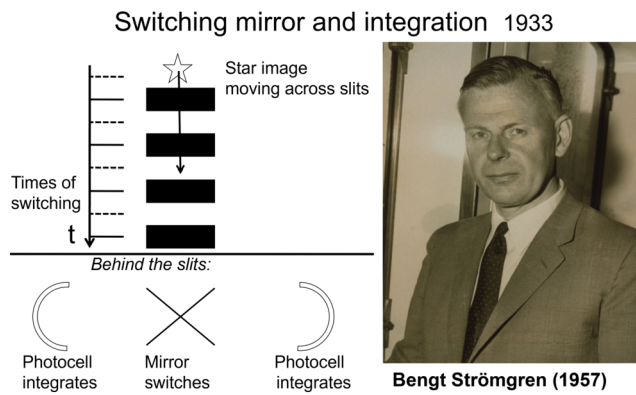 Switching mirror and integration 1933
Star image
moving across slits
Times of
switching
t
Behind the slits:
Photocell
integrates
Mirror
switches
Photocell
integrates
Bengt Strömgren (1957)